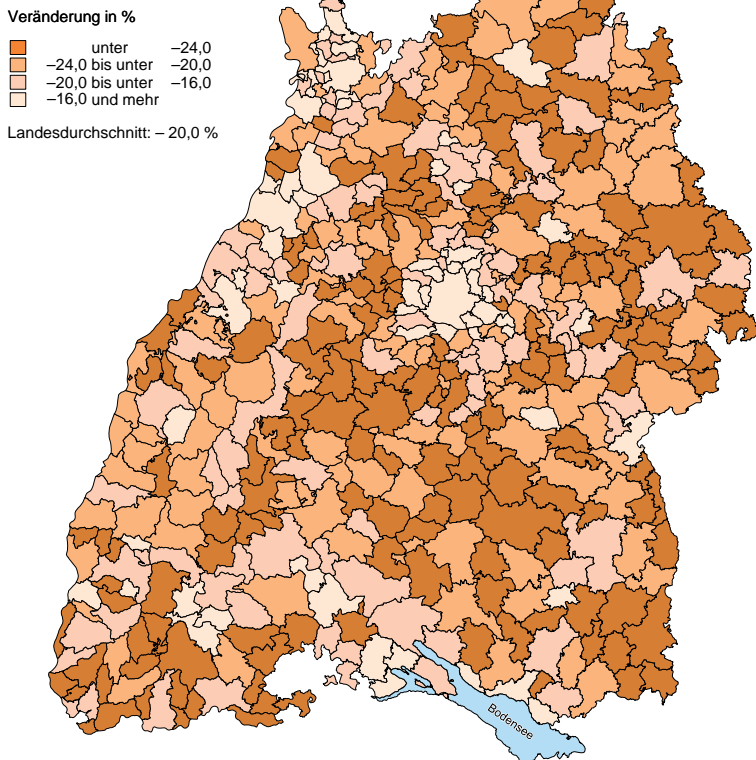 Veränderung in %
unter –24,0
–24,0 bis unter –20,0
–20,0 bis unter –16,0
–16,0 und mehr
Landesdurchschnitt: – 20,0 %
Bodensee